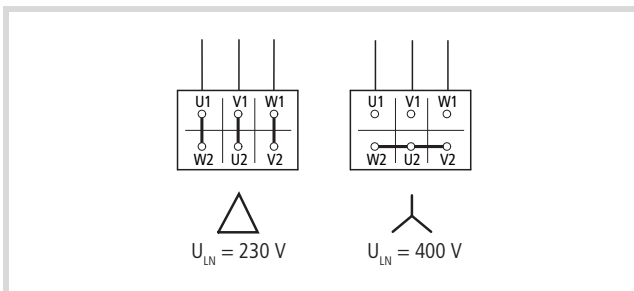 U1 V1 W1 U1 V1 W1
W2 U2 V2 W2 U2 V2
U_LN = 230 V U_LN = 400 V